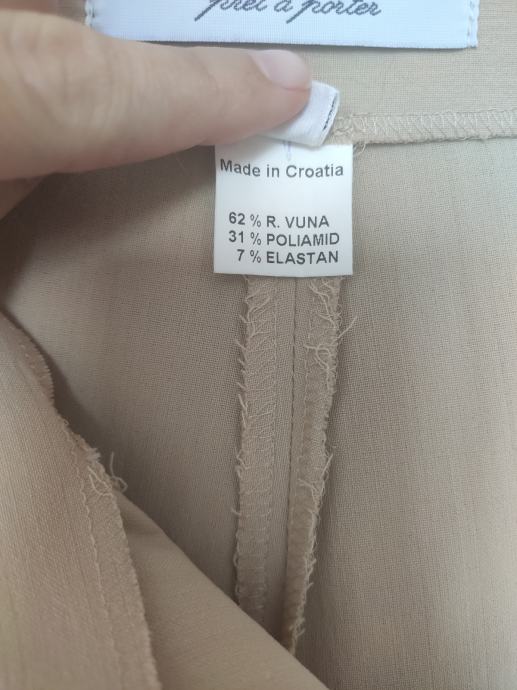 prêt à porter
Made in Croatia
62 % R. VUNA
31 % POLIAMID
7 % ELASTAN